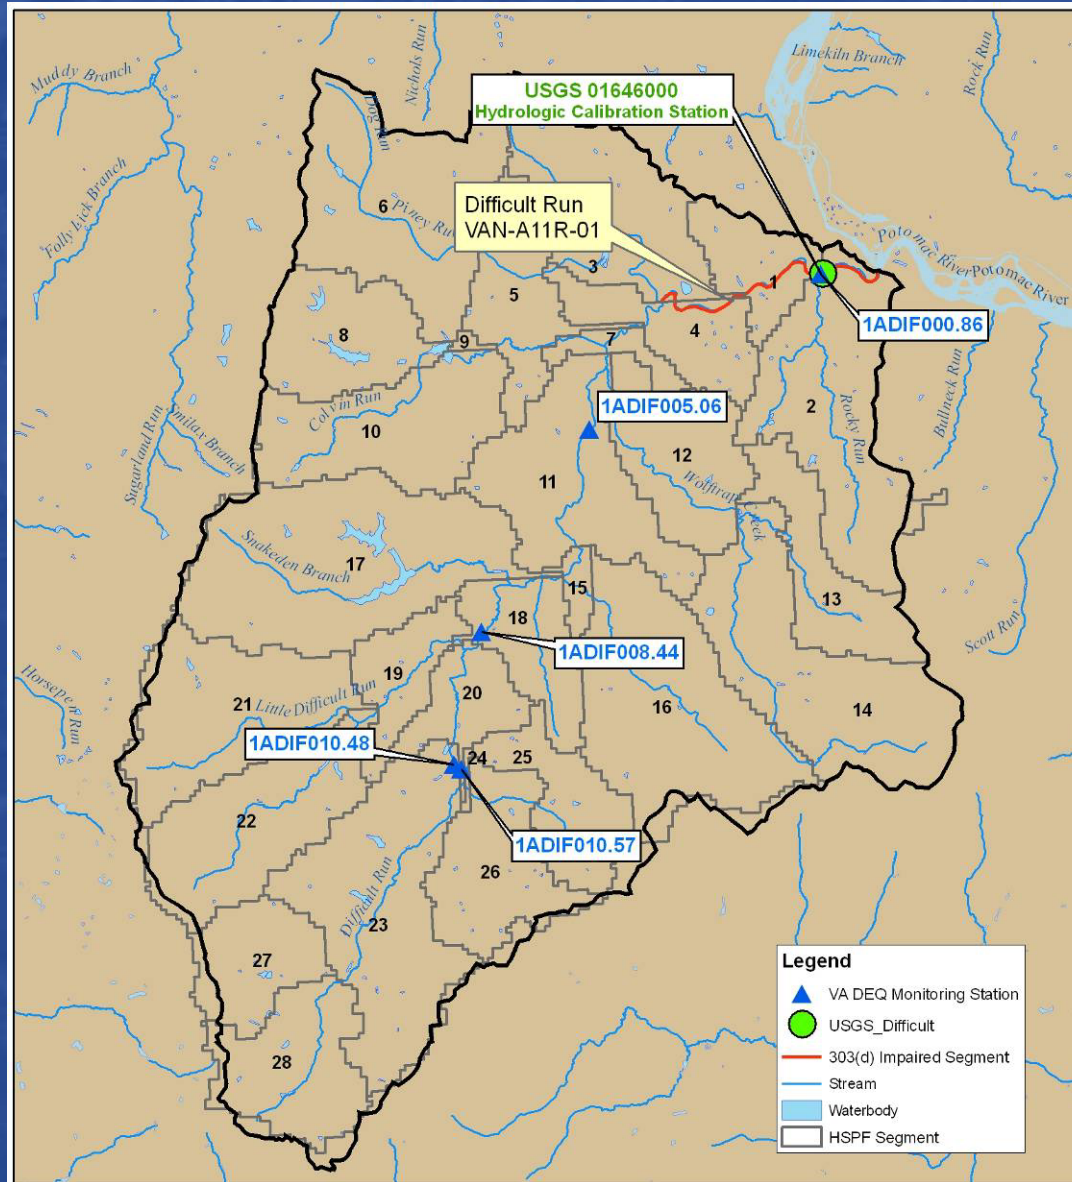 Muddy Branch
Nichols Run
Limekiln Branch
Rock Run
USGS 01646000
Hydrologic Calibration Station
Dog Run
Folly Lick Branch
6
Piney Run
Difficult Run
VAN-A11R-01
Potomac River
Potomac River
3
1
5
1ADIF000.86
8
9
7
4
Bullneck Run
1ADIF005.06
2
Rocky Run
Colvin Run
10
Sugarland Run
Smilax Branch
12
11
Wolftrap Creek
Snakeden Branch
17
15
13
18
Scott Run
1ADIF008.44
Horsepen Run
19
20
21
Little Difficult Run
16
14
1ADIF010.48
24
25
22
1ADIF010.57
26
Difficult Run
23
27
28
Legend
VA DEQ Monitoring Station
USGS_Difficult
303(d) Impaired Segment
Stream
Waterbody
HSPF Segment